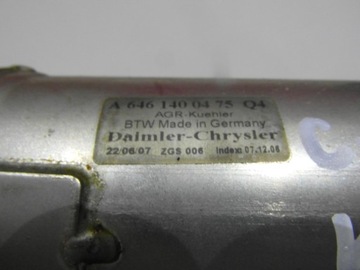 A 646 140 04 75 Q4
AGR-Kuehler
BTW Made in Germany
Daimler-Chrysler
22/06/07 ZGS 006 Index: 07.12.06
C